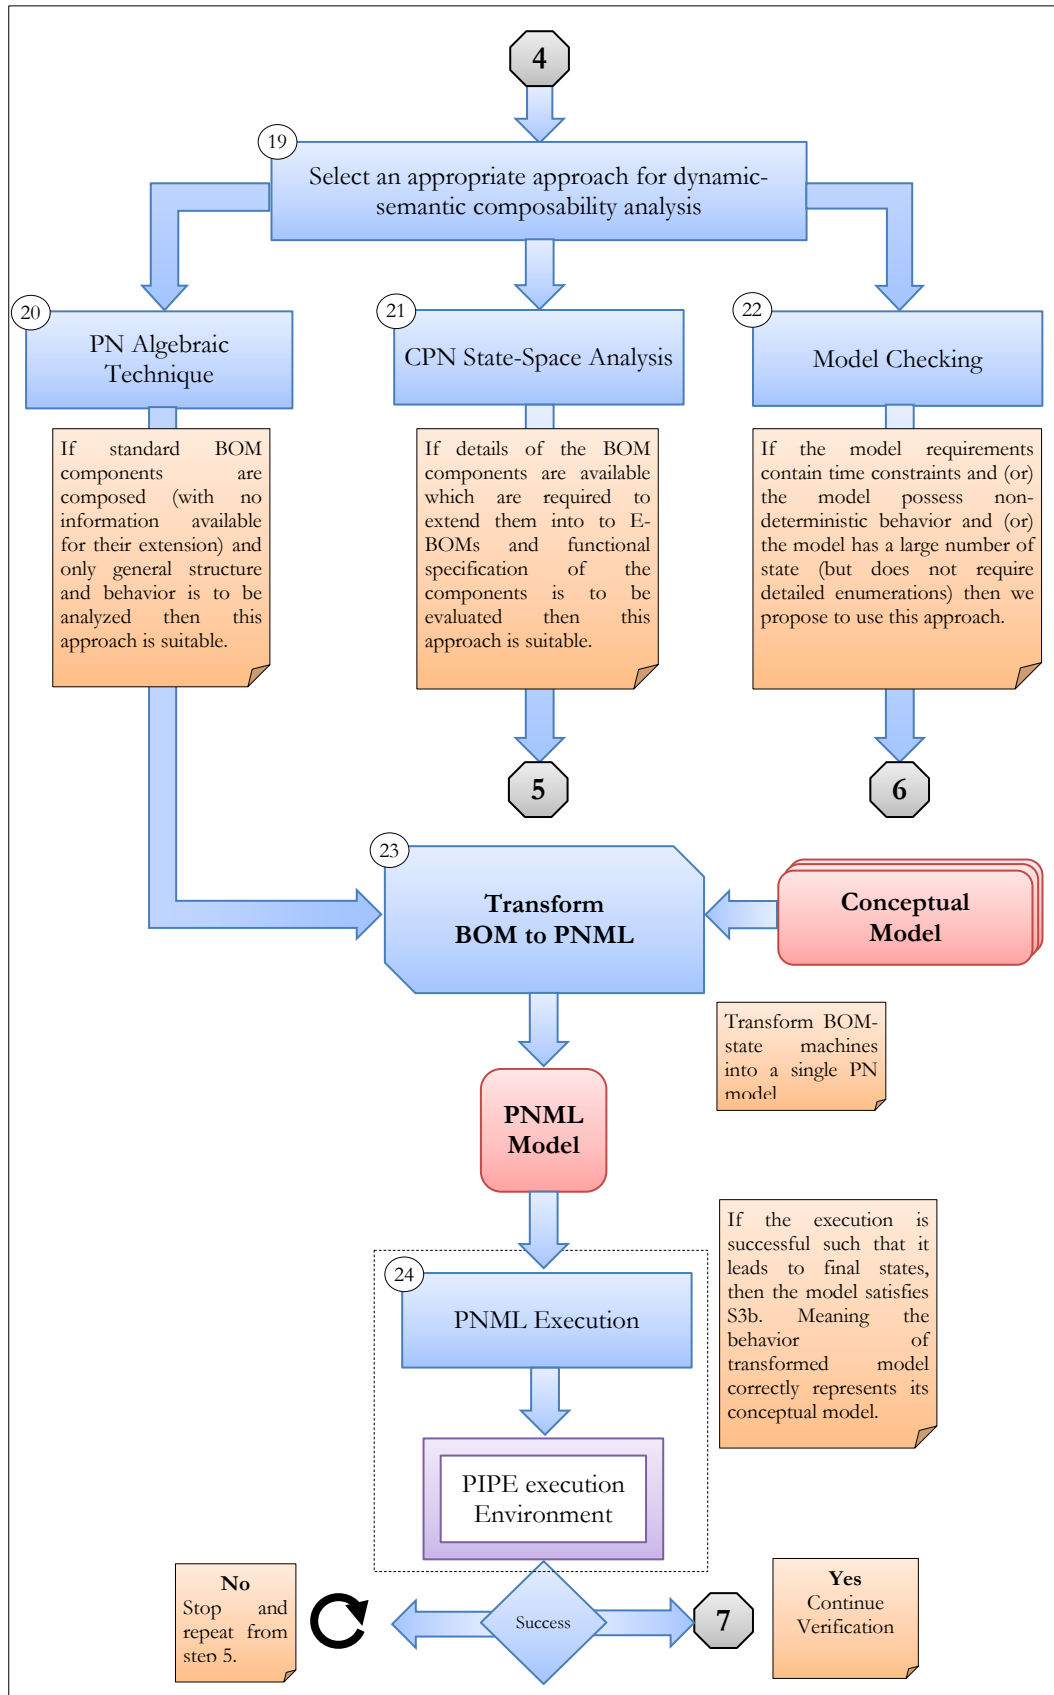 4
19
Select an appropriate approach for dynamic-
semantic composability analysis
20
PN Algebraic
Technique
21
CPN State-Space Analysis
22
Model Checking
If standard BOM
components are
composed (with no
information available
for their extension) and
only general structure
and behavior is to be
analyzed then this
approach is suitable.
If details of the BOM
components are available
which are required to
extend them into to E-
BOMs and functional
specification of the
components is to be
evaluated then this
approach is suitable.
If the model requirements
contain time constraints and (or)
the model possess non-
deterministic behavior and (or)
the model has a large number of
state (but does not require
detailed enumerations) then we
propose to use this approach.
5
6
23
Transform
BOM to PNML
Conceptual
Model
Transform BOM-
state machines
into a single PN
model
PNML
Model
If the execution is
successful such that it
leads to final states,
then the model satisfies
S3b. Meaning the
behavior of
transformed model
correctly represents its
conceptual model.
24
PNML Execution
PIPE execution
Environment
No
Stop and
repeat from
step 5.
Success
7
Yes
Continue
Verification